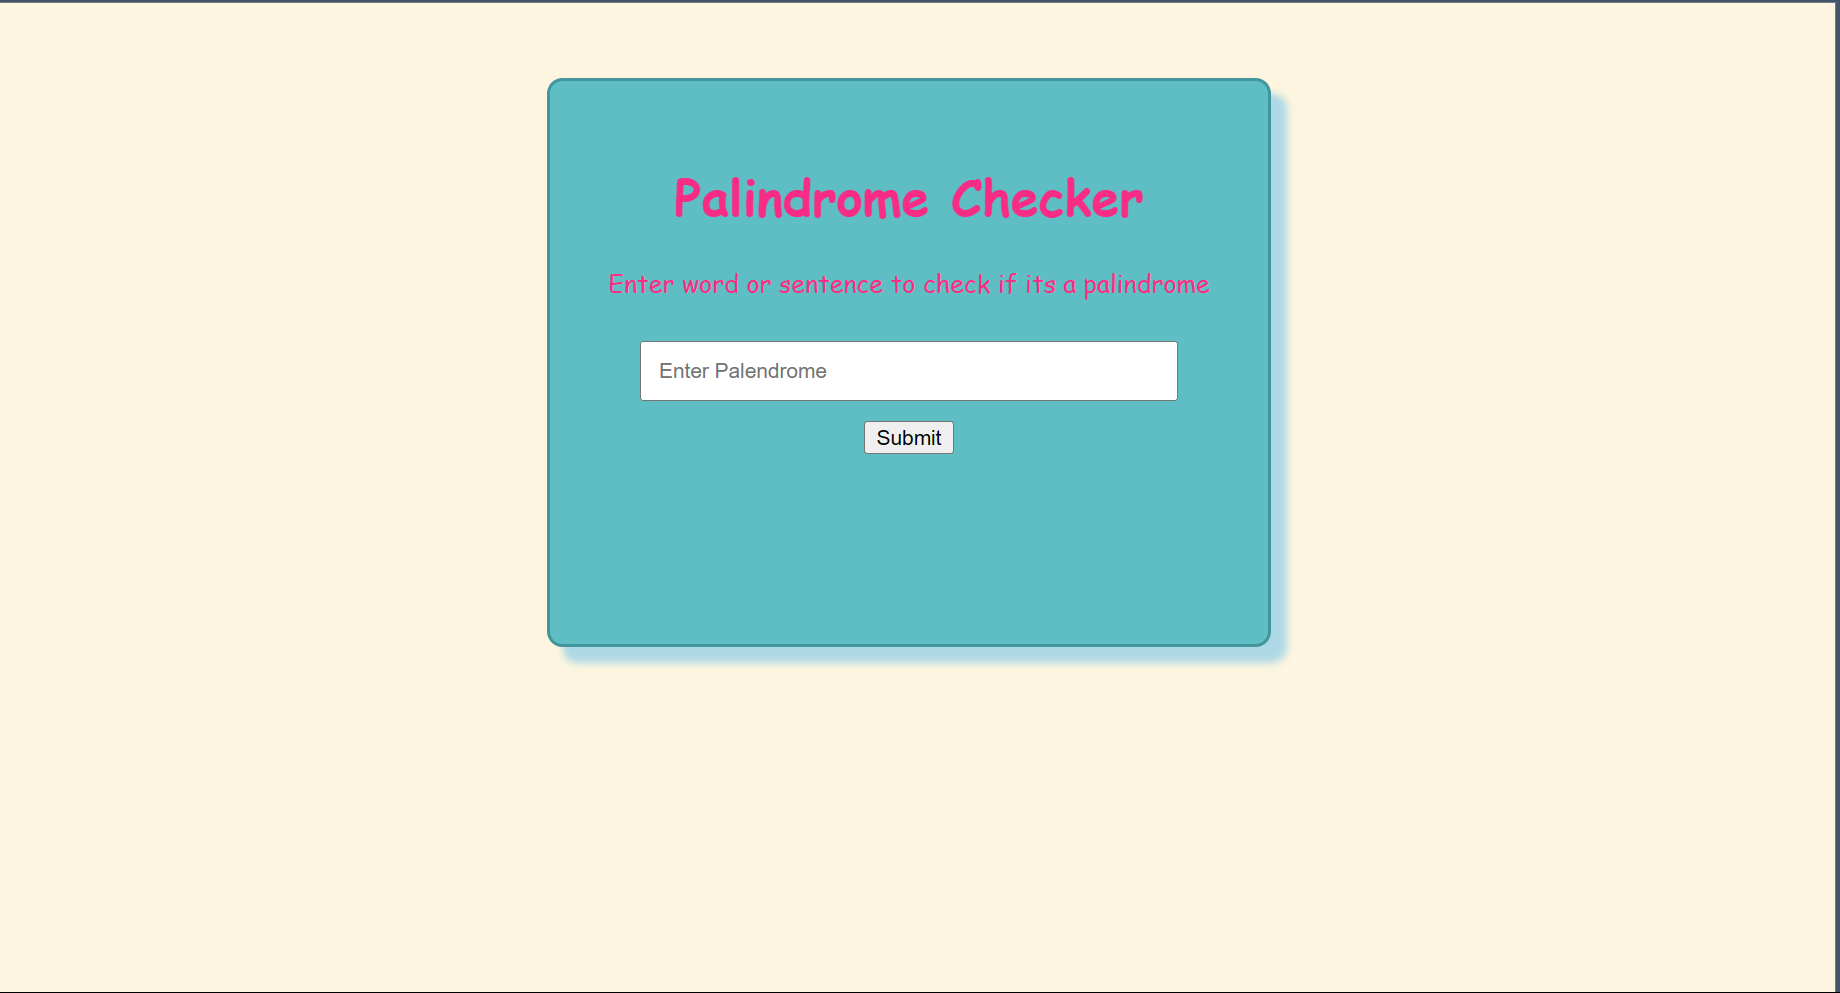 Palindrome Checker
Enter word or sentence to check if its a palindrome
Enter Palendrome
Submit